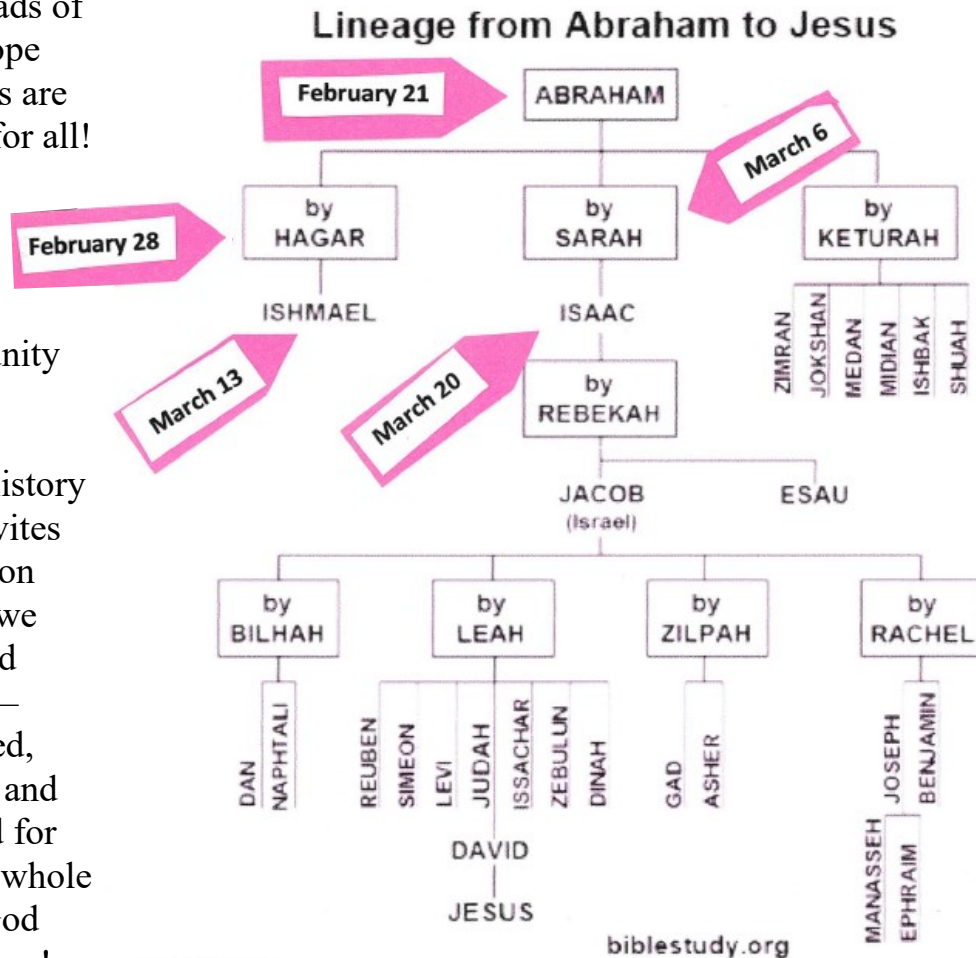 ads of
ope
s are
for all!
nity
istory
vites
on
we
d
—
ed,
and
for
whole
od
Lineage from Abraham to Jesus
February 21
ABRAHAM
March 6
February 28
by
HAGAR
by
SARAH
by
KETURAH
ISHMAEL
ISAAC
ZIMRAN
JOKSHAN
MEDAN
MIDIAN
ISHBAK
SHUAH
March 13
March 20
by
REBEKAH
JACOB
(Israel)
ESAU
by
BILHAH
by
LEAH
by
ZILPAH
by
RACHEL
DAN
NAPHTALI
REUBEN
SIMEON
LEVI
JUDAH
ISSACHAR
ZEBULUN
DINAH
GAD
ASHER
JOSEPH
BENJAMIN
MANASSEH
EPHRAIM
DAVID
JESUS
biblestudy.org